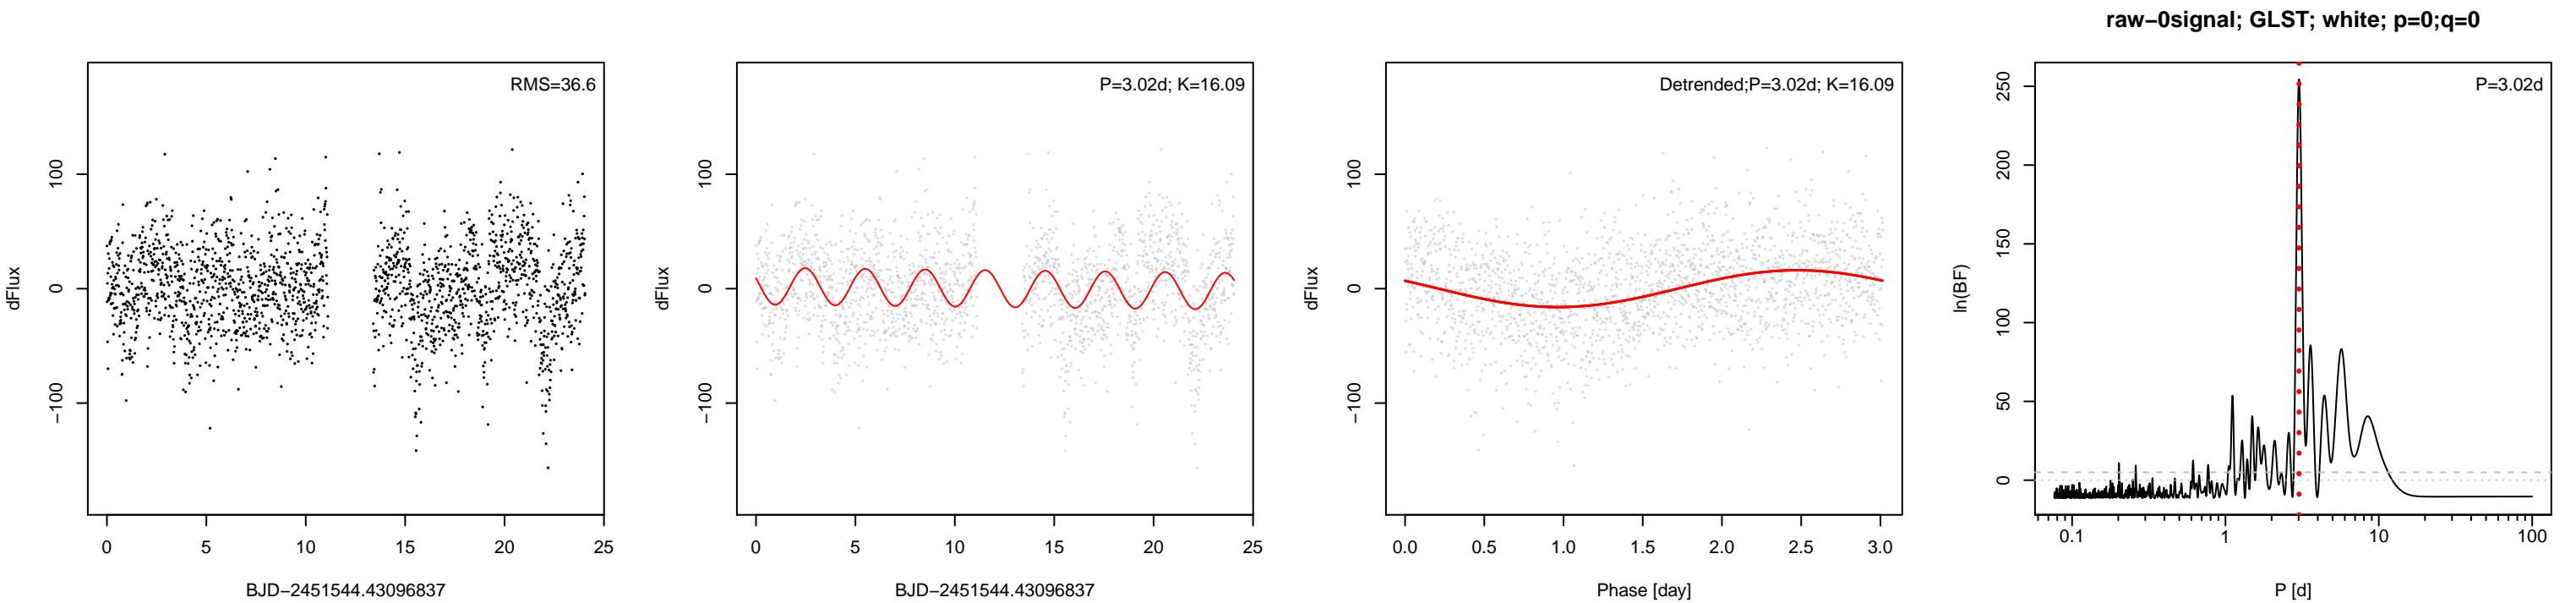 raw−0signal; GLST; white; p=0;q=0
RMS=36.6
dFlux
−100 0 100
0 5 10 15 20 25
BJD−2451544.43096837
P=3.02d; K=16.09
dFlux
−100 0 100
0 5 10 15 20 25
BJD−2451544.43096837
Detrended;P=3.02d; K=16.09
dFlux
−100 0 100
0.0 0.5 1.0 1.5 2.0 2.5 3.0
Phase [day]
P=3.02d
ln(BF)
0 50 100 150 200 250
0.1 1 10 100
P [d]